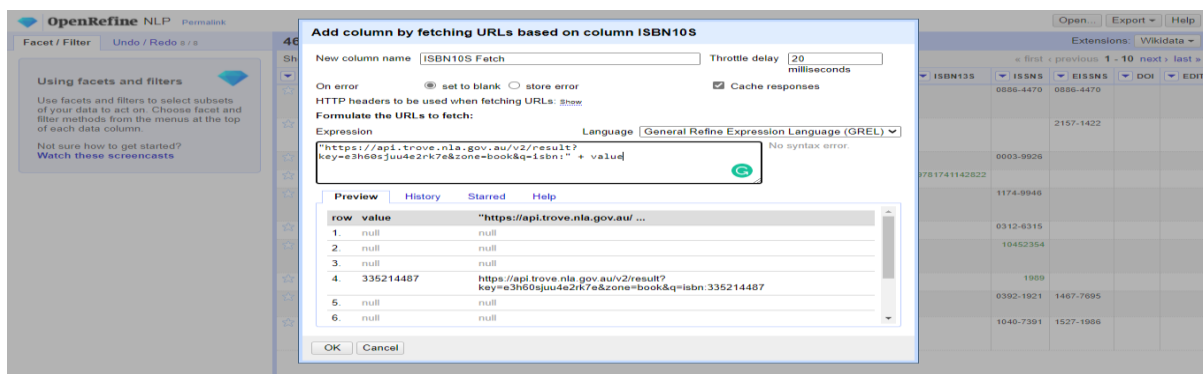 OpenRefine NLP Permalink
Open... Export Help
Facet / Filter Undo / Redo 8 / 8
46
Extensions: Wikidata
Sh
« first ‹ previous 1 - 10 next › last »
Using facets and filters
Use facets and filters to select subsets
of your data to act on. Choose facet and
filter methods from the menus at the top
of each data column.
Not sure how to get started?
Watch these screencasts
Add column by fetching URLs based on column ISBN10S
New column name ISBN10S Fetch Throttle delay 20
milliseconds
On error set to blank store error Cache responses
HTTP headers to be used when fetching URLs: Show
Formulate the URLs to fetch:
Expression Language General Refine Expression Language (GREL)
"https://api.trove.nla.gov.au/v2/result?
key=e3h60sjuu4e2rk7e&zone=book&q=isbn:" + value
No syntax error.
Preview History Starred Help
row value "https://api.trove.nla.gov.au/ ...
1. null null
2. null null
3. null null
4. 335214487 https://api.trove.nla.gov.au/v2/result?
key=e3h60sjuu4e2rk7e&zone=book&q=isbn:335214487
5. null null
6. null null
OK Cancel
ISBN13S ISSNS EISSNS DOI EDIT
0886-4470 0886-4470
2157-1422
0003-9926
9781741142822
1174-9946
0312-6315
10452354
1989
0392-1921 1467-7695
1040-7391 1527-1986